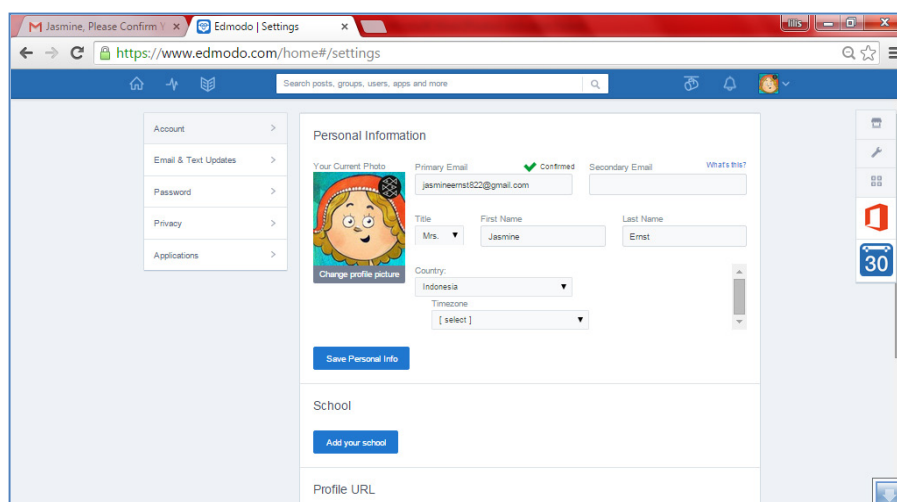 Jasmine, Please Confirm Y
Edmodo | Settings
lilis
https://www.edmodo.com/home#/settings
Search posts, groups, users, apps and more
Account
Email & Text Updates
Password
Privacy
Applications
Personal Information
Your Current Photo
Primary Email
Confirmed
Secondary Email
What's this?
jasmineernst822@gmail.com
Title
First Name
Last Name
Mrs.
Jasmine
Ernst
Change profile picture
Country:
Indonesia
Timezone
[ select ]
Save Personal Info
School
Add your school
Profile URL
30